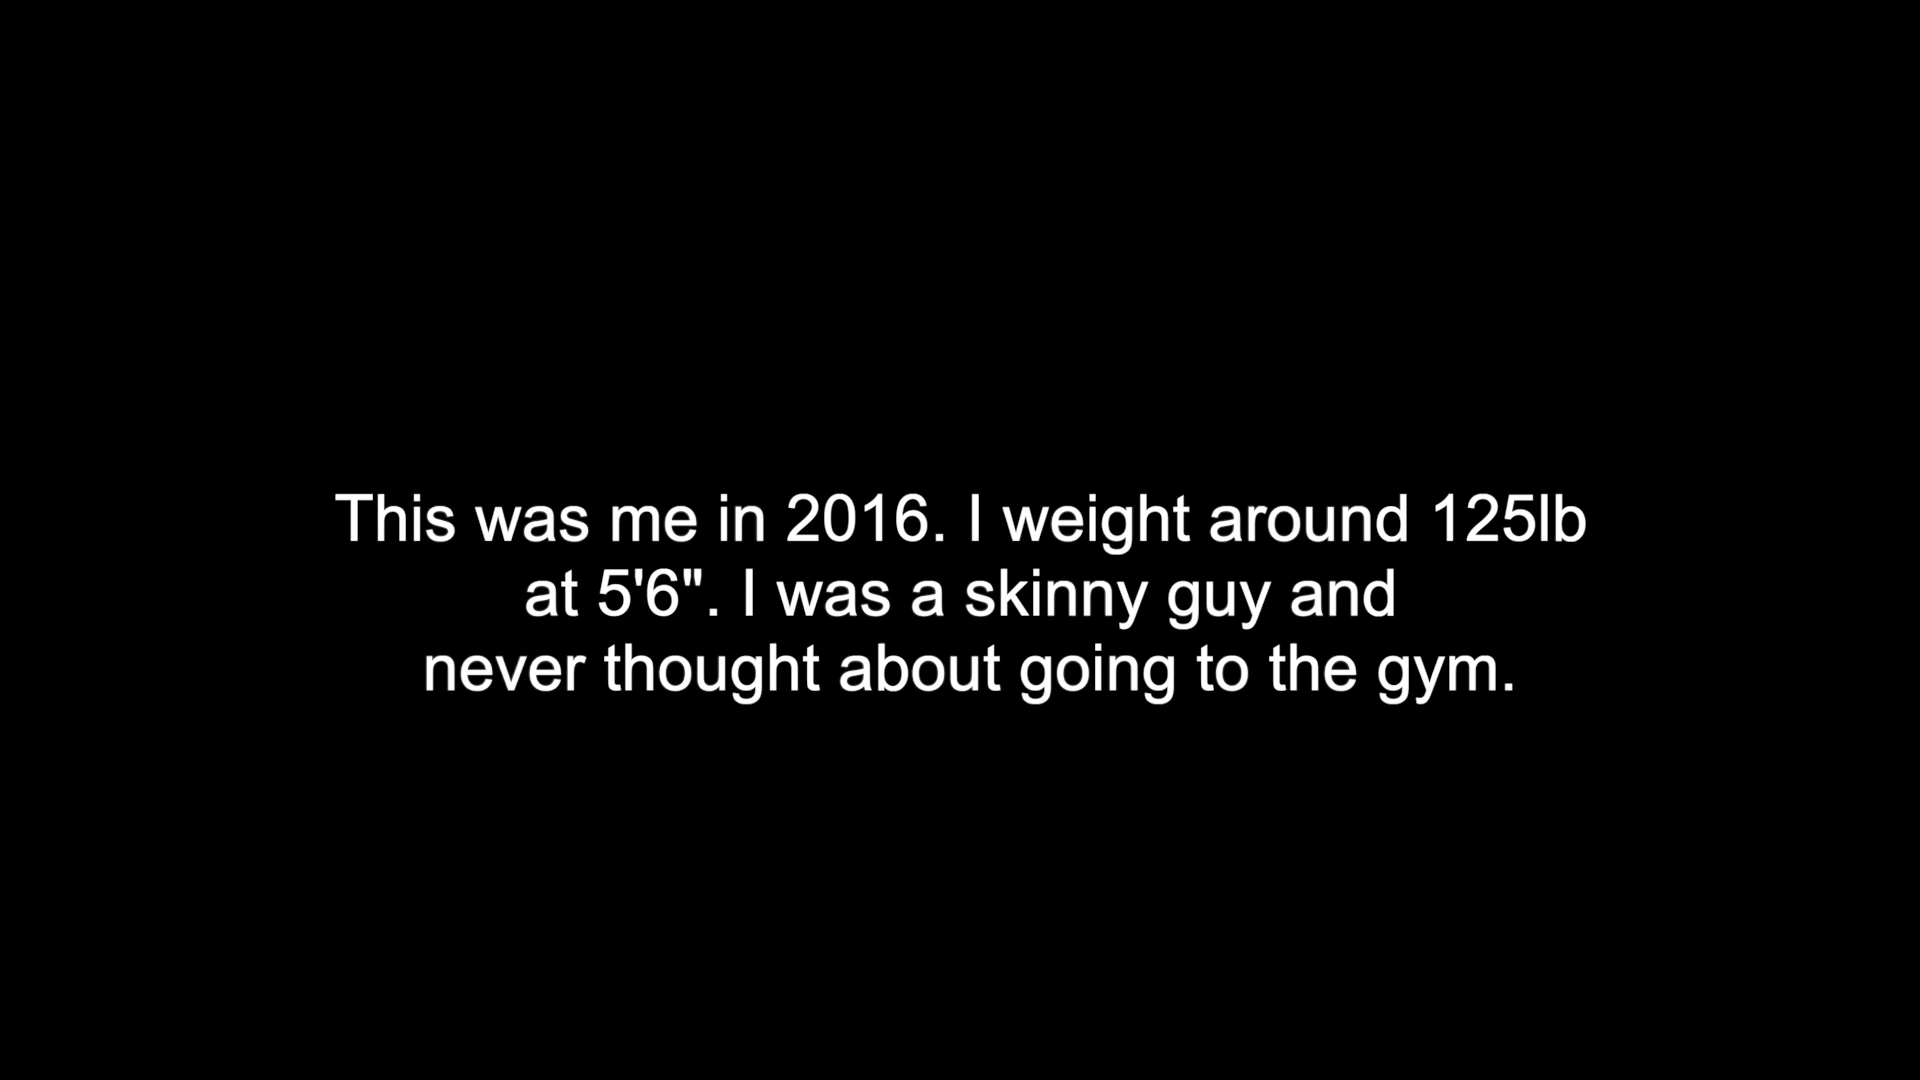 This was me in 2016. I weight around 125lb
at 5'6". I was a skinny guy and
never thought about going to the gym.